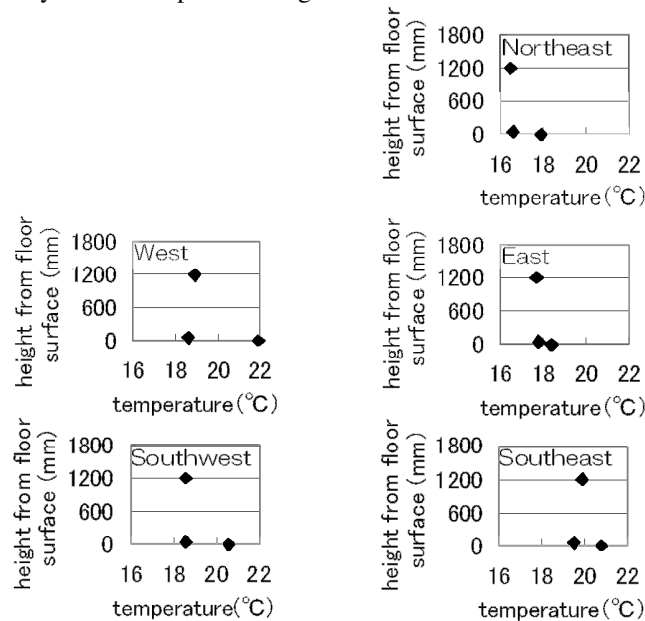 1800
1200
600
0
Northeast
height from floor
surface (mm)
16 18 20 22
temperature(℃)
1800
1200
600
0
West
height from floor
surface (mm)
16 18 20 22
temperature(℃)
1800
1200
600
0
East
height from floor
surface (mm)
16 18 20 22
temperature(℃)
1800
1200
600
0
Southwest
height from floor
surface (mm)
16 18 20 22
temperature(℃)
1800
1200
600
0
Southeast
height from floor
surface (mm)
16 18 20 22
temperature(℃)